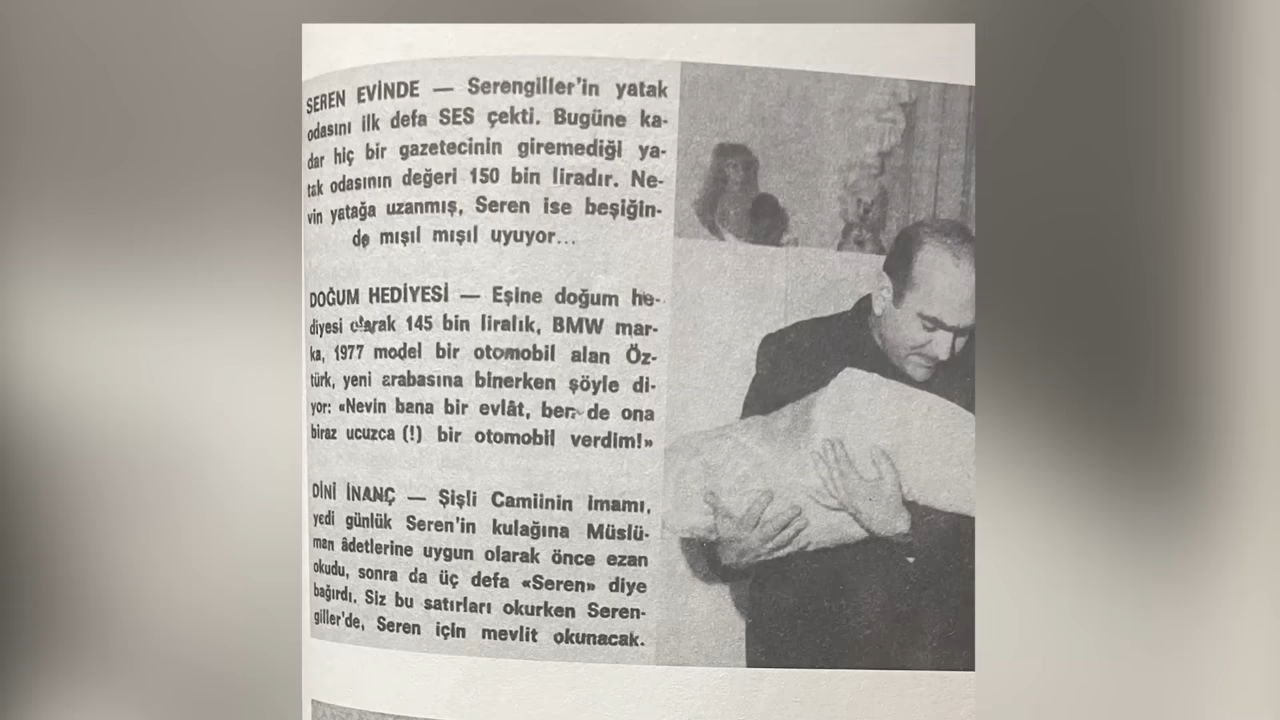 SEREN EVİNDE — Serengiller'in yatak
odasını ilk defa SES çekti. Bugüne ka-
dar hiç bir gazetecinin giremediği ya-
tak odasının değeri 150 bin liradır. Ne-
vin yatağa uzanmış, Seren ise beşiğin-
de mışıl mışıl uyuyor...
DOĞUM HEDİYESİ — Eşine doğum he-
diyesi olarak 145 bin liralık, BMW mar-
ka, 1977 model bir otomobil alan Öz-
türk, yeni arabasına binerken şöyle di-
yor: «Nevin bana bir evlât, ben de ona
biraz ucuzca (!) bir otomobil verdim!»
DİNİ İNANÇ — Şişli Camiinin imamı,
yedi günlük Seren'in kulağına Müslü-
man âdetlerine uygun olarak önce ezan
okudu, sonra da üç defa «Seren» diye
bağırdı. Siz bu satırları okurken Seren-
giller'de, Seren için mevlit okunacak.